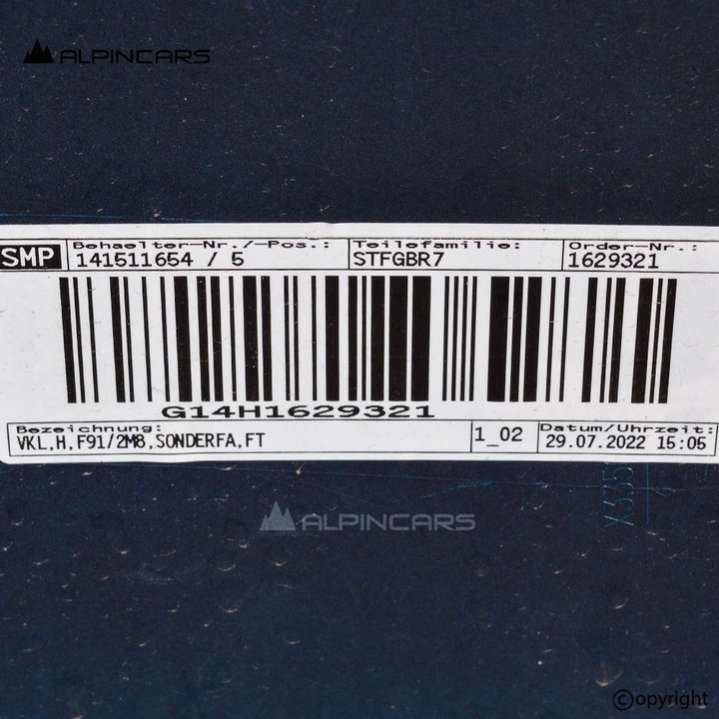 ALPINCARS
SMP
Behaelter-Nr./-Pos.: Teilefamilie: Order-Nr.:
141511654 / 5 STFGBR7 1629321
G14H1629321
Bezeichnung: Datum/Uhrzeit:
VKL,H,F91/2M8,SONDERFA,FT 1_02 29.07.2022 15:05
ALPINCARS
©opyright